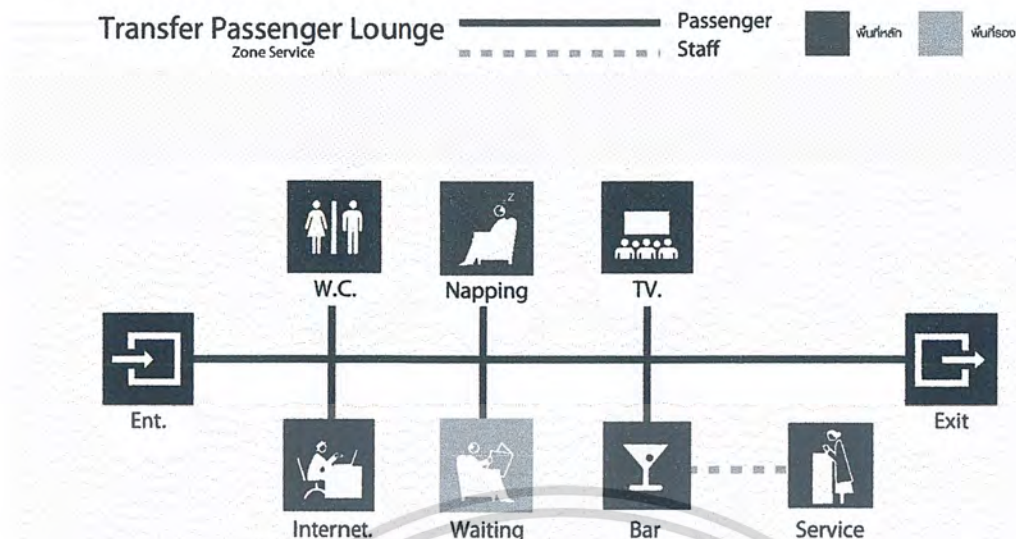 Transfer Passenger Lounge
Zone Service
Passenger
Staff
พื้นที่หลัก
พื้นที่รอง
z Z
W.C.
Napping
TV.
Ent.
Exit
Internet.
Waiting
Bar
Service